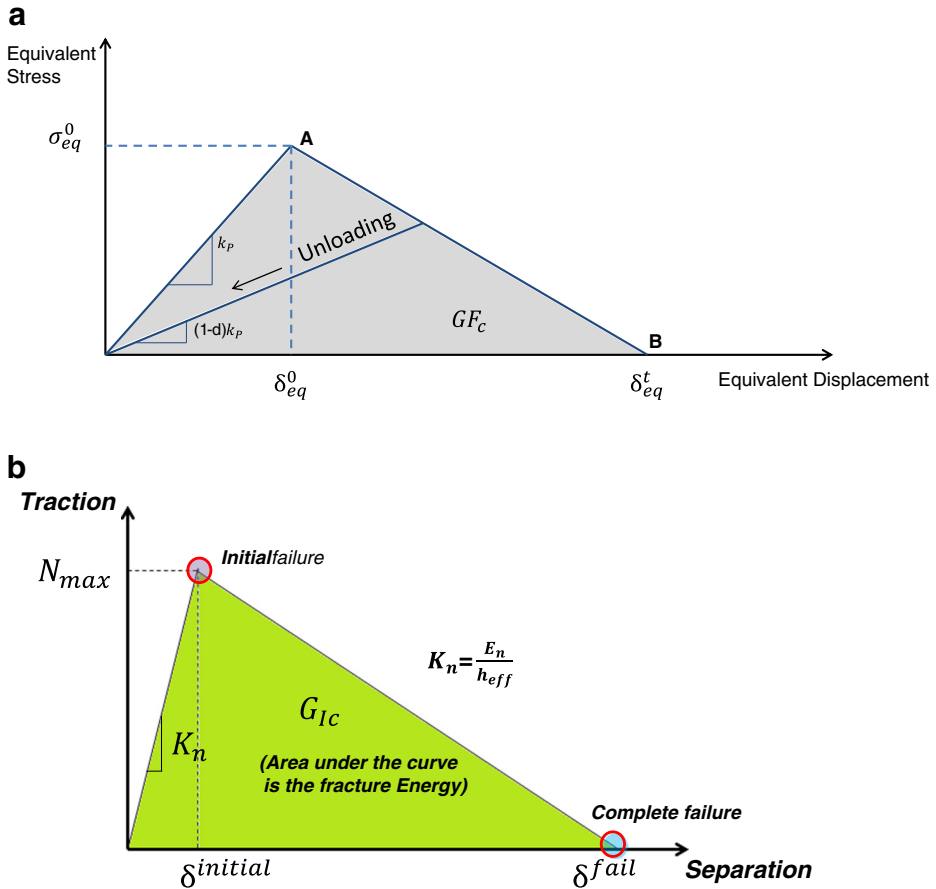 a
Equivalent
Stress
σ⁰eq
A
Unloading
kP
(1-d)kP
GFc
B
δ⁰eq
δᵗeq
Equivalent Displacement
b
Traction
Initialfailure
Nmax
Kn=En/heff
GIc
Kn
(Area under the curve
is the fracture Energy)
Complete failure
δinitial
δfail
Separation